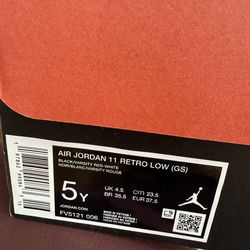 AIR JORDAN 11 RETRO LOW (GS)
BLACK/VARSITY RED-WHITE
NOIR/BLANC/VARSITY ROUGE
5Y
UK 4.5
CM 23.5
BR 35.5
EUR 37.5
JORDAN.COM
FV5121 006